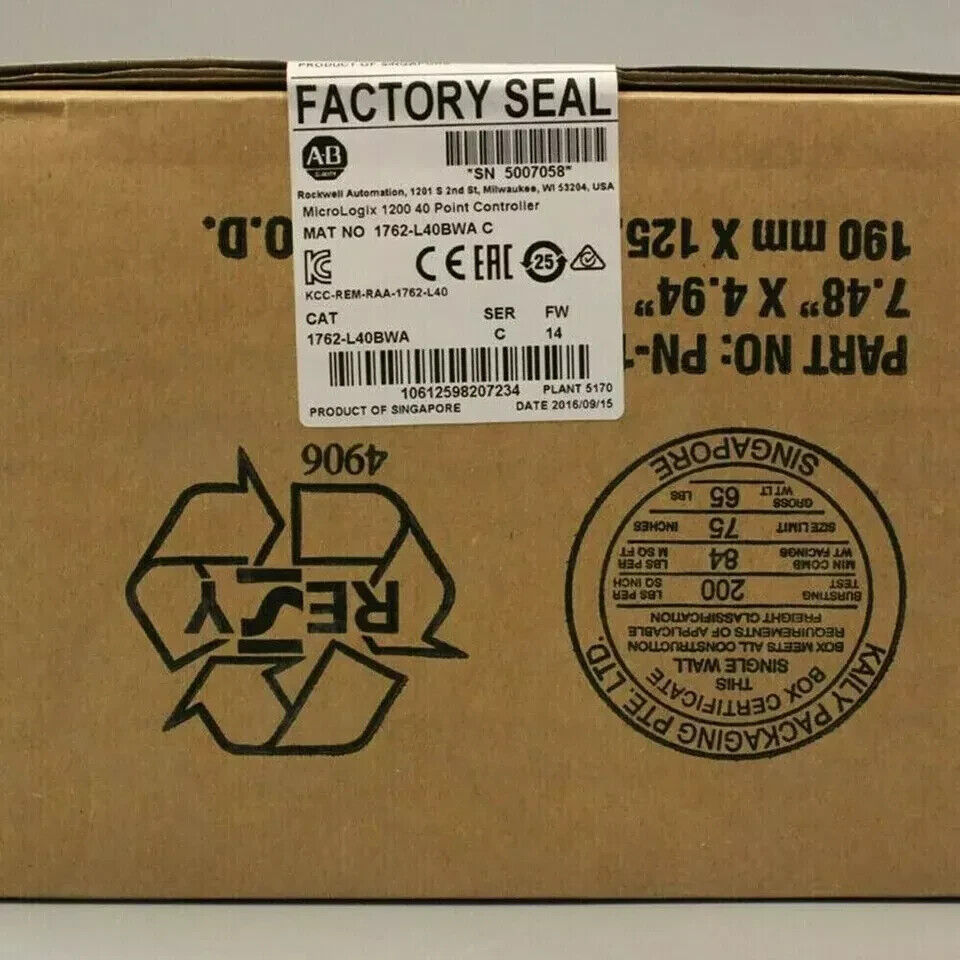 PRODUCT OF SINGAPORE
FACTORY SEAL
A-B
"SN 5007058"
Rockwell Automation, 1201 S 2nd St, Milwaukee, WI 53204, USA
MicroLogix 1200 40 Point Controller
MAT NO 1762-L40BWA C
CE EAC 25
KCC-REM-RAA-1762-L40
CAT SER FW
1762-L40BWA C 14
10612598207234 PLANT 5170
PRODUCT OF SINGAPORE DATE 2016/09/15
PART NO: PN-
7.48" X 4.94"
190 mm X 125 O.D.
4906
RESY
KAILY PACKAGING PTE. LTD.
BOX CERTIFICATE
THIS
SINGLE WALL
BOX MEETS ALL CONSTRUCTION
REQUIREMENTS OF APPLICABLE
FREIGHT CLASSIFICATION
BURSTING TEST 200 LBS PER SQ INCH
MIN COMB WT FACINGS 84 LBS PER M SQ FT
SIZE LIMIT 75 INCHES
GROSS WT LT 65 LBS
SINGAPORE